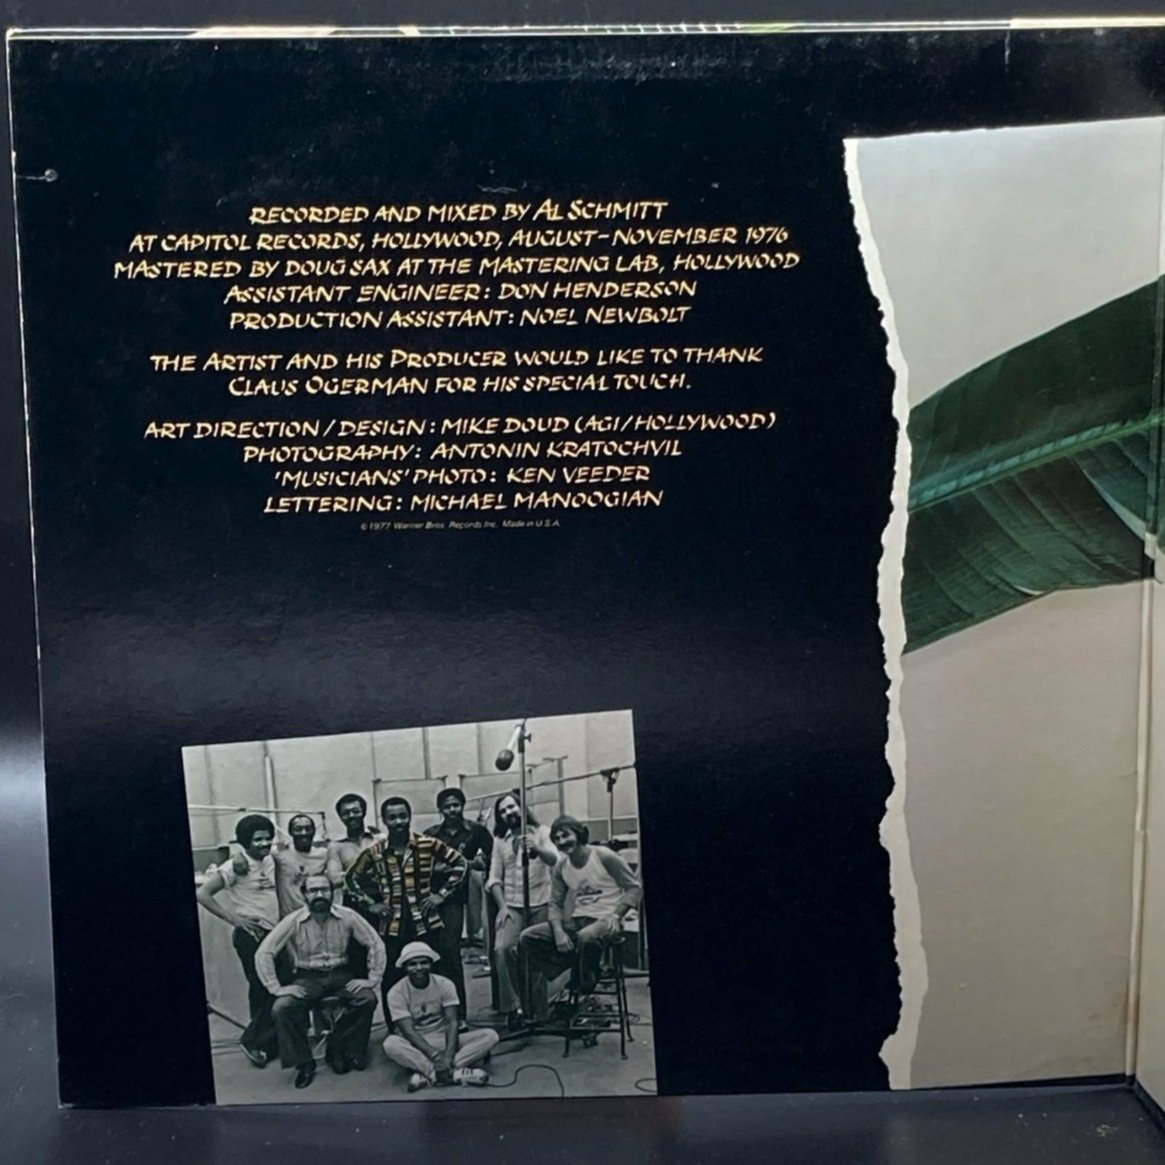 RECORDED AND MIXED BY AL SCHMITT
AT CAPITOL RECORDS, HOLLYWOOD, AUGUST-NOVEMBER 1976
MASTERED BY DOUG SAX AT THE MASTERING LAB, HOLLYWOOD
ASSISTANT ENGINEER: DON HENDERSON
PRODUCTION ASSISTANT: NOEL NEWBOLT
THE ARTIST AND HIS PRODUCER WOULD LIKE TO THANK
CLAUS OGERMAN FOR HIS SPECIAL TOUCH.
ART DIRECTION / DESIGN: MIKE DOUD (AGI/HOLLYWOOD)
PHOTOGRAPHY: ANTONIN KRATOCHVIL
'MUSICIANS' PHOTO: KEN VEEDER
LETTERING: MICHAEL MANOOGIAN
© 1977 Warner Bros. Records Inc. Made in U.S.A.